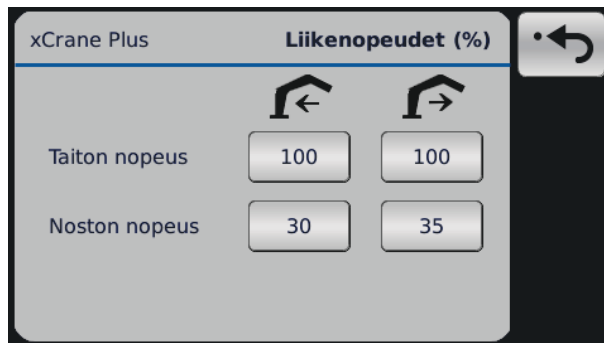 xCrane Plus Liikenopeudet (%)
Taiton nopeus 100 100
Noston nopeus 30 35